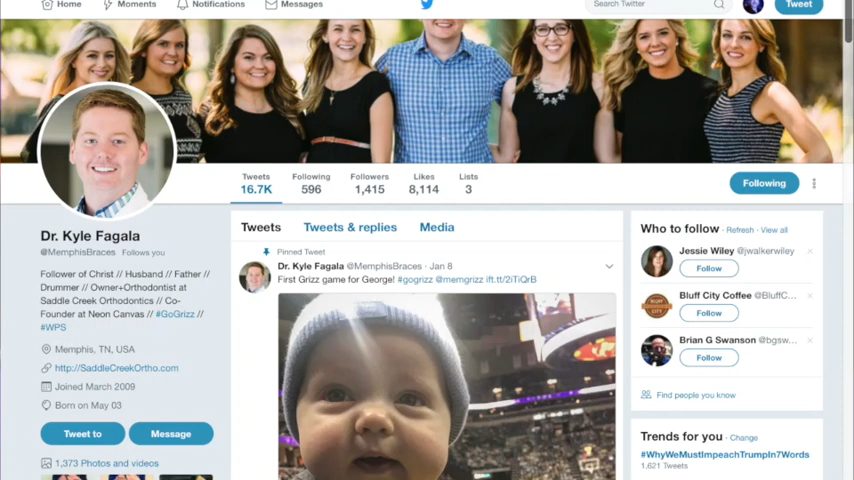 Home Moments Notifications Messages Search Twitter Tweet
Tweets Following Followers Likes Lists
16.7K 596 1,415 8,114 3
Following
Dr. Kyle Fagala
@MemphisBraces Follows you
Follower of Christ // Husband // Father //
Drummer // Owner+Orthodontist at
Saddle Creek Orthodontics // Co-
Founder at Neon Canvas // #GoGrizz //
#WPS
Memphis, TN, USA
http://SaddleCreekOrtho.com
Joined March 2009
Born on May 03
Tweet to Message
1,373 Photos and videos
Tweets Tweets & replies Media
Pinned Tweet
Dr. Kyle Fagala @MemphisBraces · Jan 8
First Grizz game for George! #gogrizz @memgrizz ift.tt/2iTiQrB
Who to follow · Refresh · View all
Jessie Wiley @jwalkerwiley
Follow
Bluff City Coffee @BluffC...
Follow
Brian G Swanson @bgsw...
Follow
Find people you know
Trends for you · Change
#WhyWeMustImpeachTrumpIn7Words
1,621 Tweets